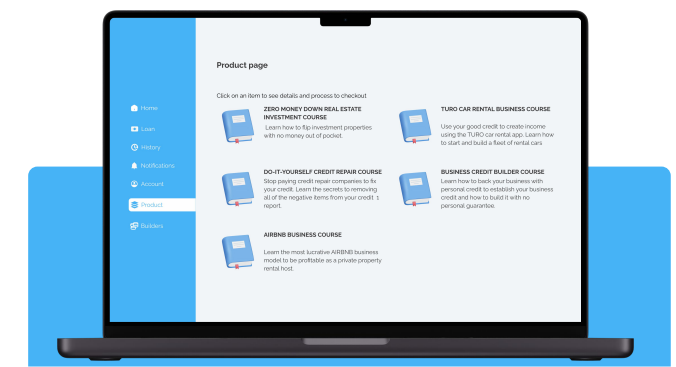 Product page
Click on an item to see details and process to checkout
Home
Loan
History
Notifications
Account
Product
Builders
ZERO MONEY DOWN REAL ESTATE
INVESTMENT COURSE
Learn how to flip investment properties
with no money out of pocket.
TURO CAR RENTAL BUSINESS COURSE
Use your good credit to create income
using the TURO car rental app. Learn how
to start and build a fleet of rental cars
DO-IT-YOURSELF CREDIT REPAIR COURSE
Stop paying credit repair companies to fix
your credit. Learn the secrets to removing
all of the negative items from your credit 1
report.
BUSINESS CREDIT BUILDER COURSE
Learn how to back your business with
personal credit to establish your business
credit and how to build it with no
personal guarantee.
AIRBNB BUSINESS COURSE
Learn the most lucrative AIRBNB business
model to be profitable as a private property
rental host.